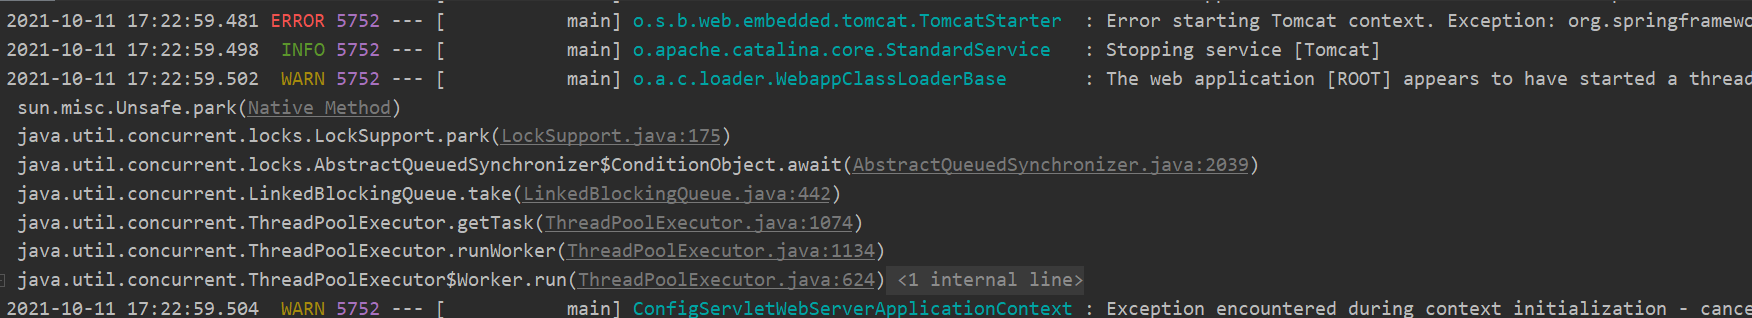 2021-10-11 17:22:59.481 ERROR 5752 --- [           main] o.s.b.web.embedded.tomcat.TomcatStarter  : Error starting Tomcat context. Exception: org.springframewo
2021-10-11 17:22:59.498  INFO 5752 --- [           main] o.apache.catalina.core.StandardService   : Stopping service [Tomcat]
2021-10-11 17:22:59.502  WARN 5752 --- [           main] o.a.c.loader.WebappClassLoaderBase       : The web application [ROOT] appears to have started a thread
 sun.misc.Unsafe.park(Native Method)
 java.util.concurrent.locks.LockSupport.park(LockSupport.java:175)
 java.util.concurrent.locks.AbstractQueuedSynchronizer$ConditionObject.await(AbstractQueuedSynchronizer.java:2039)
 java.util.concurrent.LinkedBlockingQueue.take(LinkedBlockingQueue.java:442)
 java.util.concurrent.ThreadPoolExecutor.getTask(ThreadPoolExecutor.java:1074)
 java.util.concurrent.ThreadPoolExecutor.runWorker(ThreadPoolExecutor.java:1134)
 java.util.concurrent.ThreadPoolExecutor$Worker.run(ThreadPoolExecutor.java:624) <1 internal line>
2021-10-11 17:22:59.504  WARN 5752 --- [           main] ConfigServletWebServerApplicationContext : Exception encountered during context initialization - cance